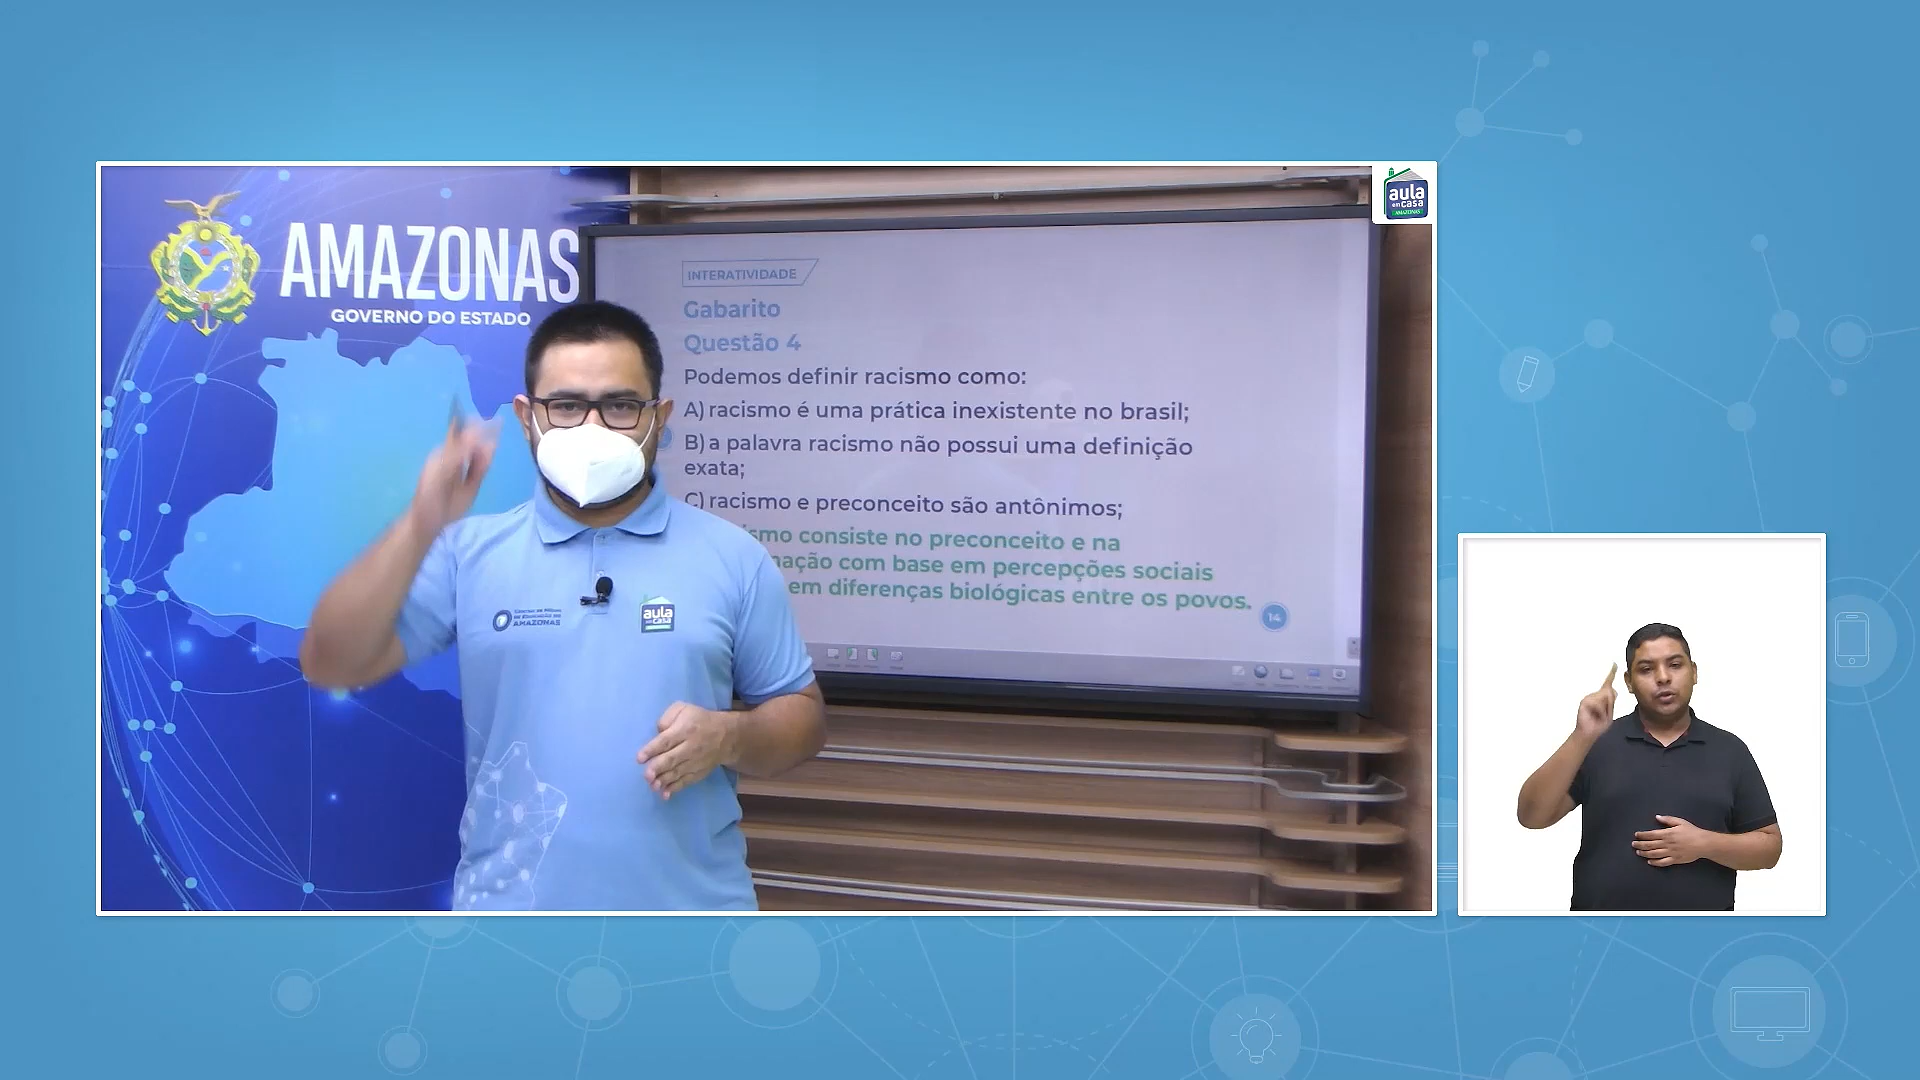 AMAZONAS
GOVERNO DO ESTADO
INTERATIVIDADE
Gabarito
Questão 4
Podemos definir racismo como:
A) racismo é uma prática inexistente no brasil;
B) a palavra racismo não possui uma definição
exata;
C) racismo e preconceito são antônimos;
consiste no preconceito e na
com base em percepções sociais
em diferenças biológicas entre os povos.
14
aula
em casa
AMAZONAS
aula
em casa
AMAZONAS